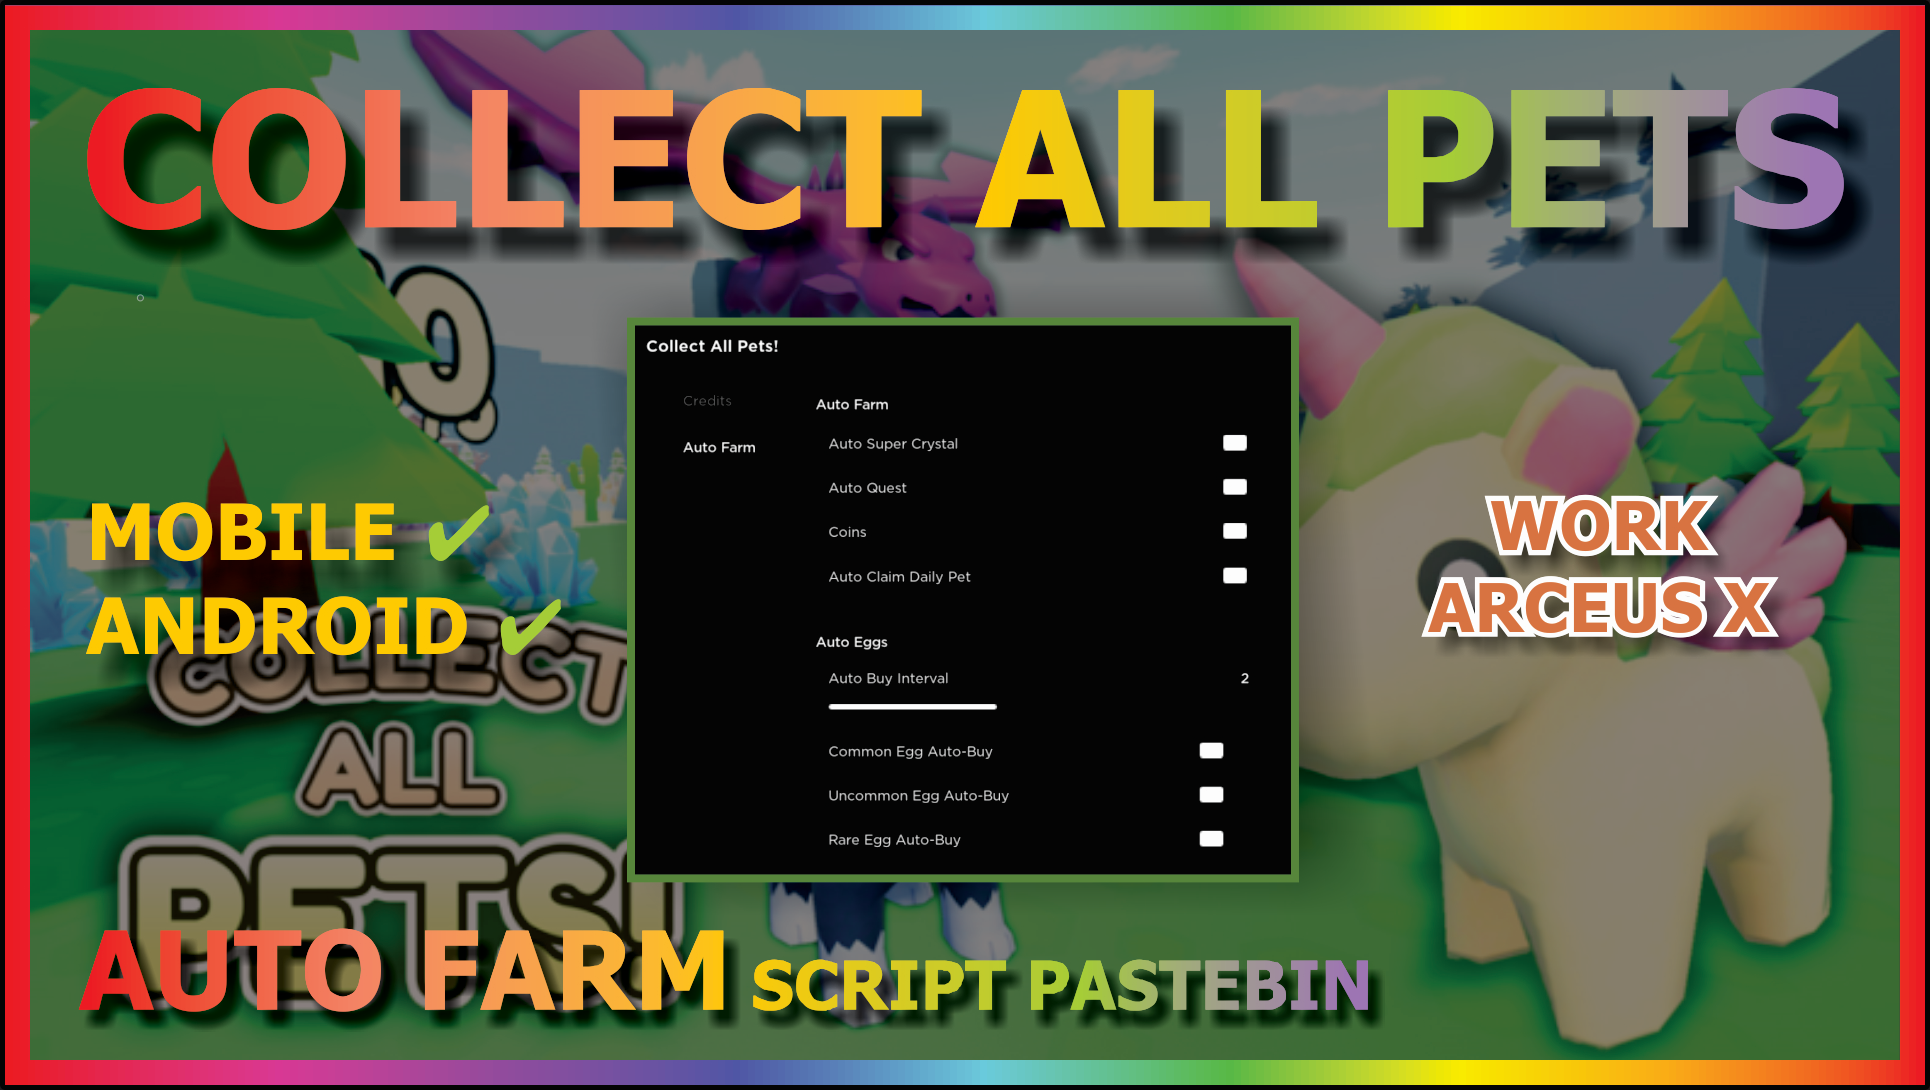 COLLECT ALL PETS
Collect All Pets!
Credits
Auto Farm
Auto Farm
Auto Super Crystal
Auto Quest
Coins
Auto Claim Daily Pet
Auto Eggs
Auto Buy Interval 2
Common Egg Auto-Buy
Uncommon Egg Auto-Buy
Rare Egg Auto-Buy
MOBILE ✔
ANDROID ✔
WORK
ARCEUS X
COLLECT
ALL
PETS!
AUTO FARM SCRIPT PASTEBIN